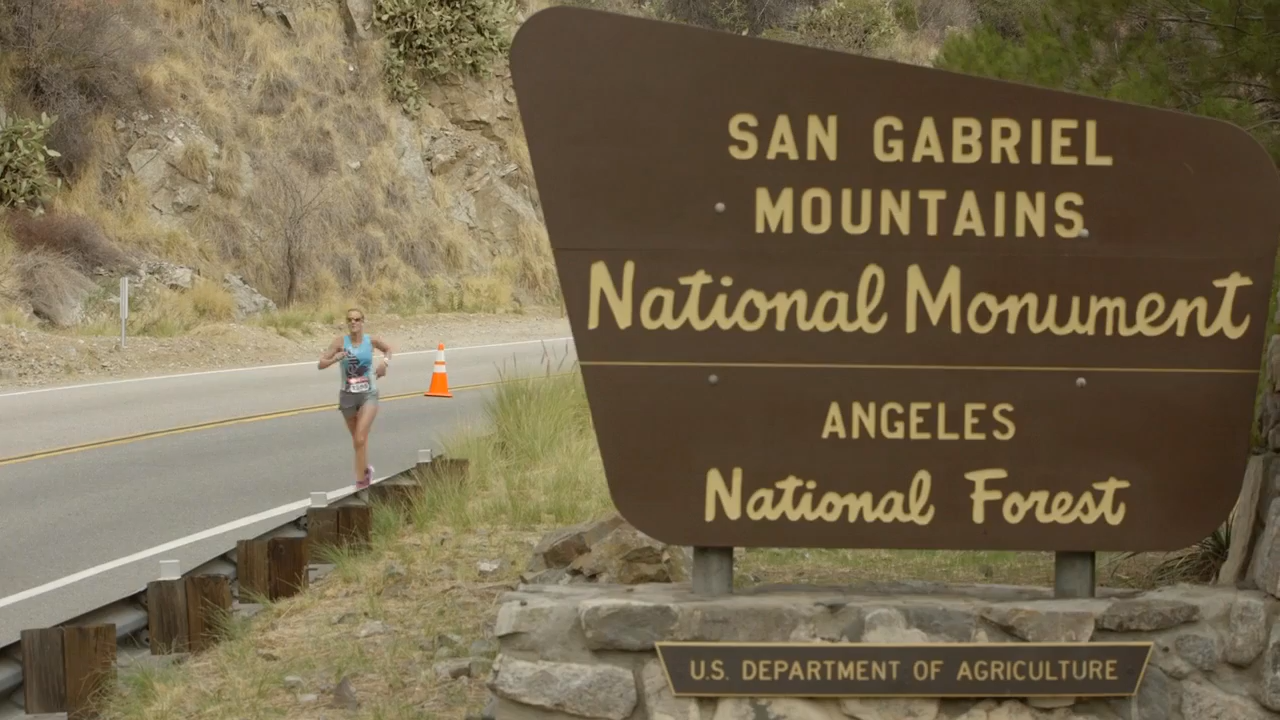 SAN GABRIEL
MOUNTAINS
National Monument
ANGELES
National Forest
U.S. DEPARTMENT OF AGRICULTURE